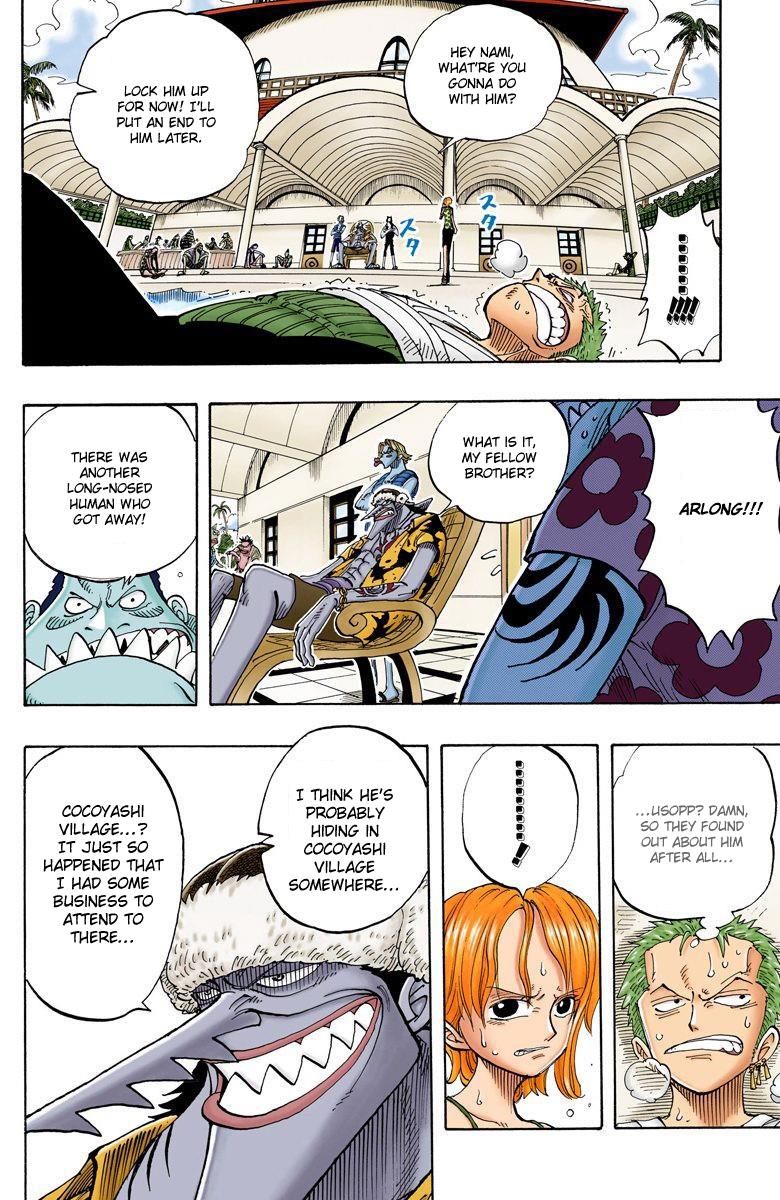 HEY NAMI,
WHAT'RE YOU
GONNA DO
WITH HIM?
LOCK HIM UP
FOR NOW! I'LL
PUT AN END TO
HIM LATER.
スタ
スタ
.......!!!!
ARLONG!!!
WHAT IS IT,
MY FELLOW
BROTHER?
THERE WAS
ANOTHER
LONG-NOSED
HUMAN WHO
GOT AWAY!
...USOPP? DAMN,
SO THEY FOUND
OUT ABOUT HIM
AFTER ALL...
.........!
I THINK HE'S
PROBABLY
HIDING IN
COCOYASHI
VILLAGE
SOMEWHERE...
COCOYASHI
VILLAGE...?
IT JUST SO
HAPPENED THAT
I HAD SOME
BUSINESS TO
ATTEND TO
THERE...